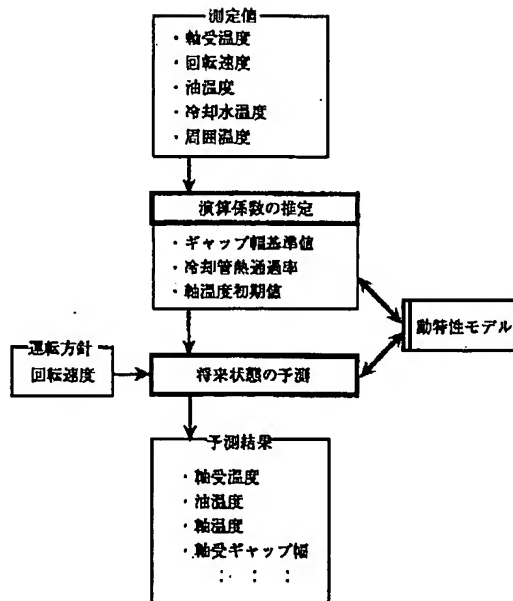 測定値
・軸受温度
・回転速度
・油温度
・冷却水温度
・周囲温度
演算係数の推定
・ギャップ幅基準値
・冷却管熱通過率
・軸温度初期値
動特性モデル
運転方針
回転速度
将来状態の予測
予測結果
・軸受温度
・油温度
・軸温度
・軸受ギャップ幅
： ： ：